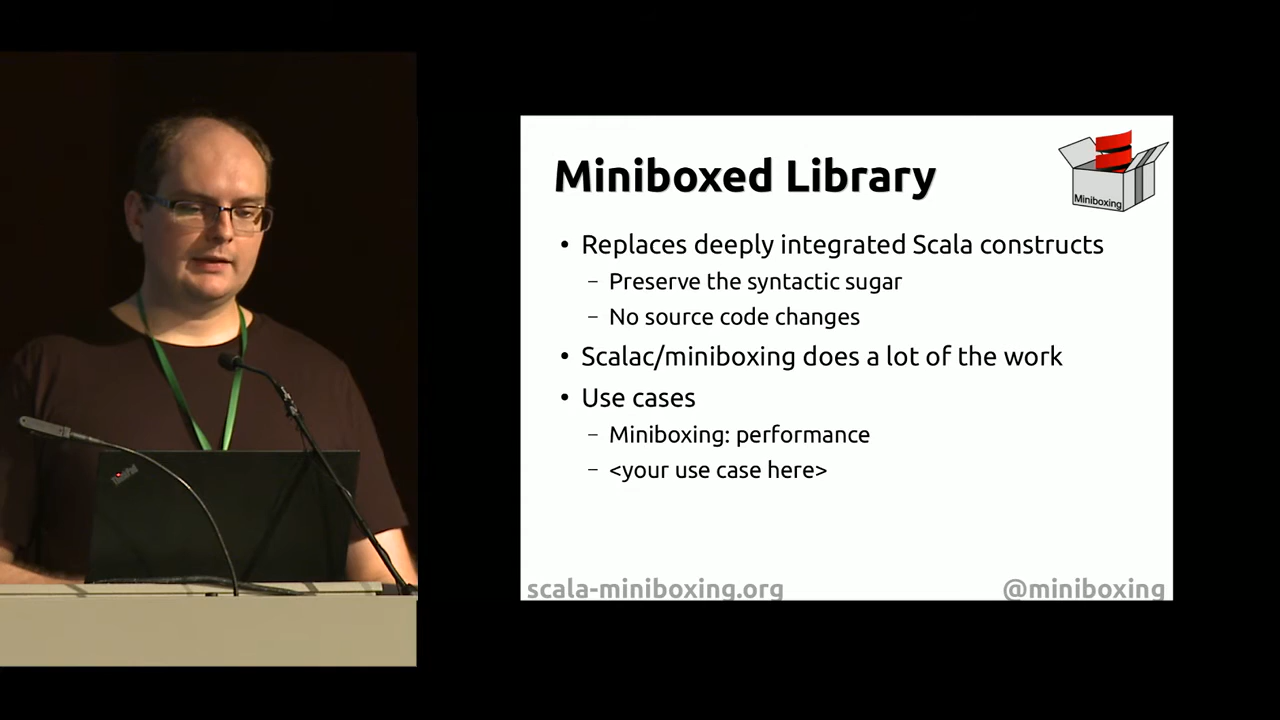 Miniboxed Library
Miniboxing
• Replaces deeply integrated Scala constructs
– Preserve the syntactic sugar
– No source code changes
• Scalac/miniboxing does a lot of the work
• Use cases
– Miniboxing: performance
– <your use case here>
scala-miniboxing.org
@miniboxing